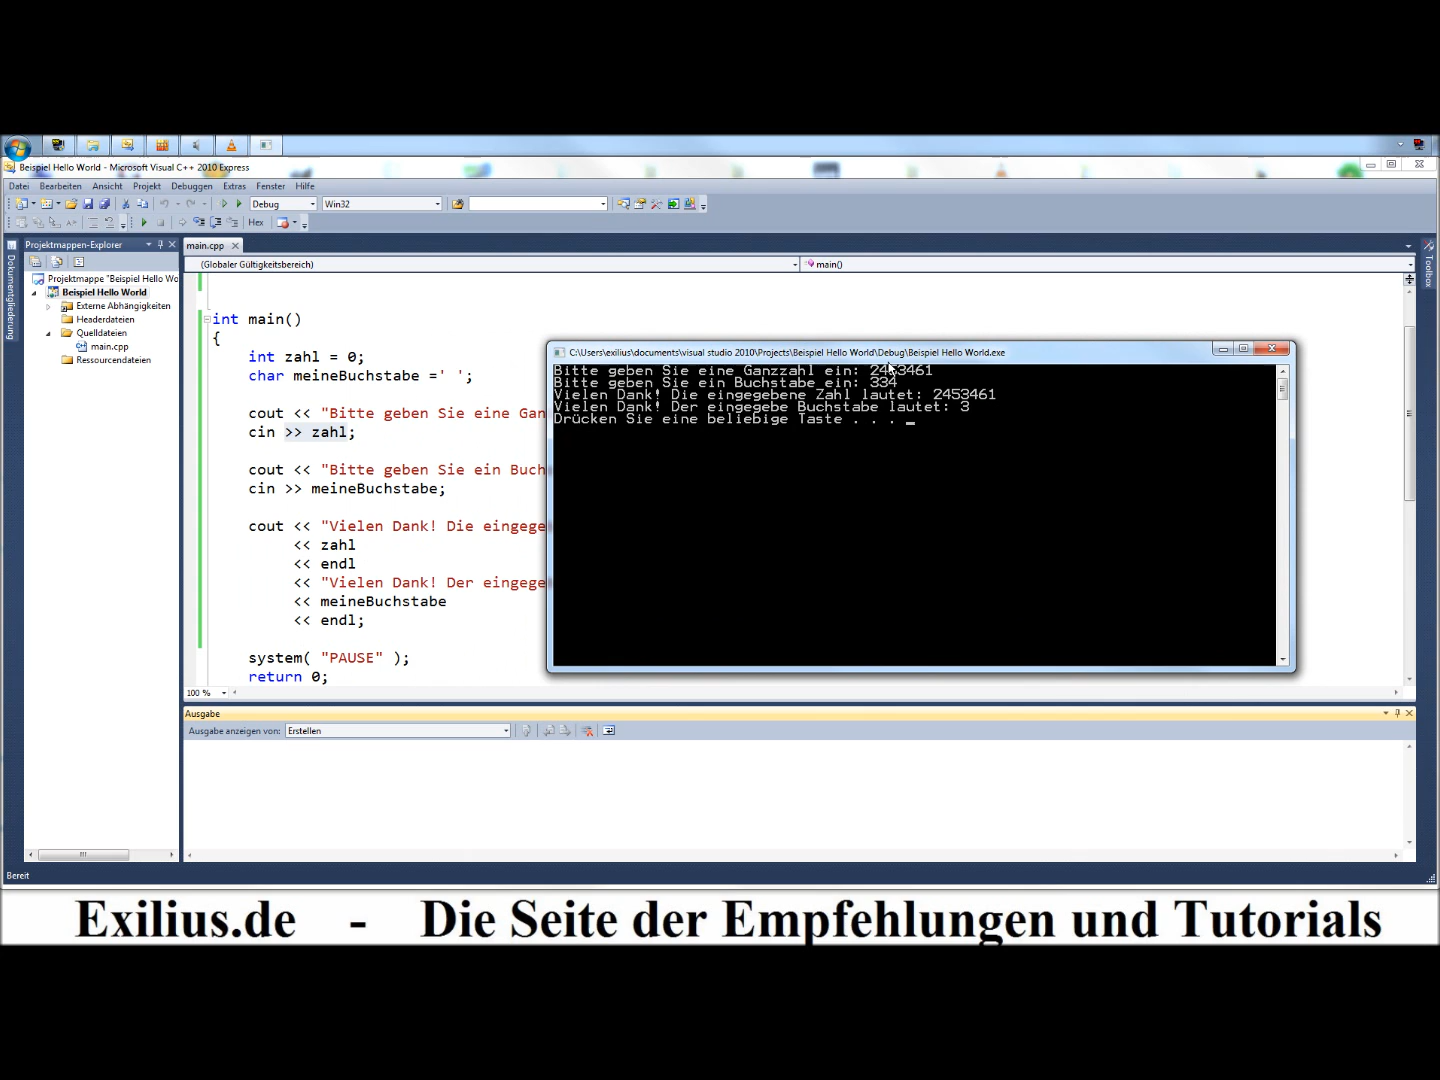 Beispiel Hello World - Microsoft Visual C++ 2010 Express
Datei Bearbeiten Ansicht Projekt Debuggen Extras Fenster Hilfe
Debug Win32
Hex
Projektmappen-Explorer
main.cpp
Dokumentgliederung
Toolbox
(Globaler Gültigkeitsbereich)
main()
Projektmappe "Beispiel Hello Wo
Beispiel Hello World
Externe Abhängigkeiten
Headerdateien
Quelldateien
main.cpp
Ressourcendateien
int main()
{
int zahl = 0;
char meineBuchstabe =' ';
cout << "Bitte geben Sie eine Gan
cin >> zahl;
cout << "Bitte geben Sie ein Buch
cin >> meineBuchstabe;
cout << "Vielen Dank! Die eingege
<< zahl
<< endl
<< "Vielen Dank! Der eingege
<< meineBuchstabe
<< endl;
system( "PAUSE" );
return 0;
100 %
C:\Users\exilius\documents\visual studio 2010\Projects\Beispiel Hello World\Debug\Beispiel Hello World.exe
Bitte geben Sie eine Ganzzahl ein: 2453461
Bitte geben Sie ein Buchstabe ein: 334
Vielen Dank! Die eingegebene Zahl lautet: 2453461
Vielen Dank! Der eingegebe Buchstabe lautet: 3
Drücken Sie eine beliebige Taste . . . _
Ausgabe
Ausgabe anzeigen von: Erstellen
Bereit
Exilius.de - Die Seite der Empfehlungen und Tutorials